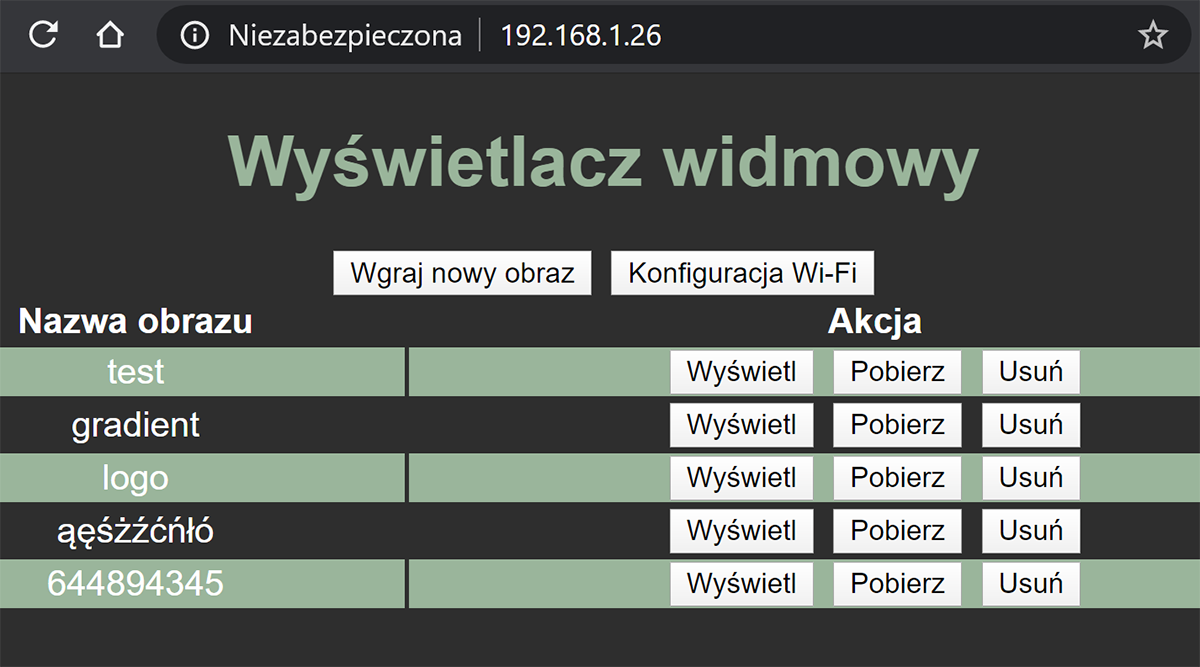 Niezabezpieczona 192.168.1.26
Wyświetlacz widmowy
Wgraj nowy obraz Konfiguracja Wi-Fi
Nazwa obrazu Akcja
test Wyświetl Pobierz Usuń
gradient Wyświetl Pobierz Usuń
logo Wyświetl Pobierz Usuń
ąęśżźćńłó Wyświetl Pobierz Usuń
644894345 Wyświetl Pobierz Usuń